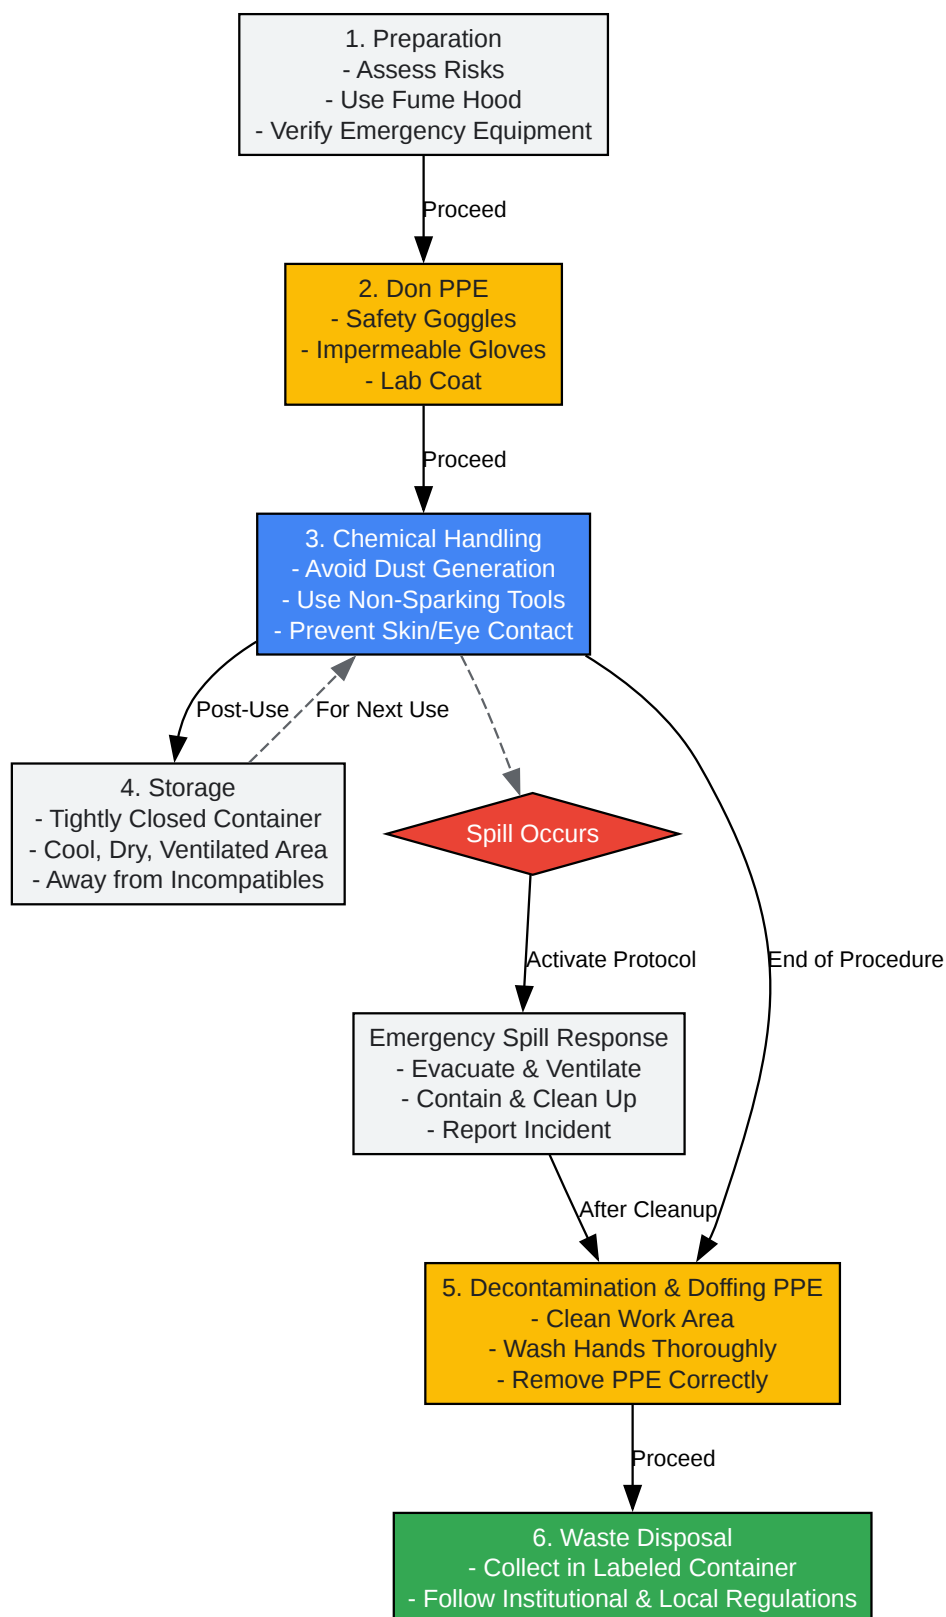 1. Preparation
- Assess Risks
- Use Fume Hood
- Verify Emergency Equipment
Proceed
2. Don PPE
- Safety Goggles
- Impermeable Gloves
- Lab Coat
Proceed
3. Chemical Handling
- Avoid Dust Generation
- Use Non-Sparking Tools
- Prevent Skin/Eye Contact
Post-Use
For Next Use
4. Storage
- Tightly Closed Container
- Cool, Dry, Ventilated Area
- Away from Incompatibles
Spill Occurs
Activate Protocol
End of Procedure
Emergency Spill Response
- Evacuate & Ventilate
- Contain & Clean Up
- Report Incident
After Cleanup
5. Decontamination & Doffing PPE
- Clean Work Area
- Wash Hands Thoroughly
- Remove PPE Correctly
Proceed
6. Waste Disposal
- Collect in Labeled Container
- Follow Institutional & Local Regulations